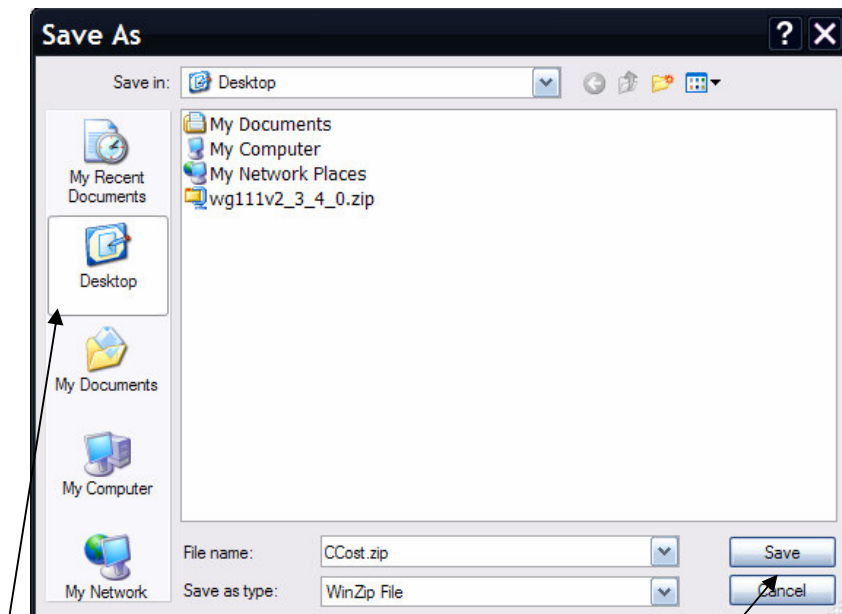 Save As
Save in: Desktop
My Recent
Documents
Desktop
My Documents
My Computer
My Network
My Documents
My Computer
My Network Places
wg111v2_3_4_0.zip
File name: CCost.zip Save
Save as type: WinZip File Cancel